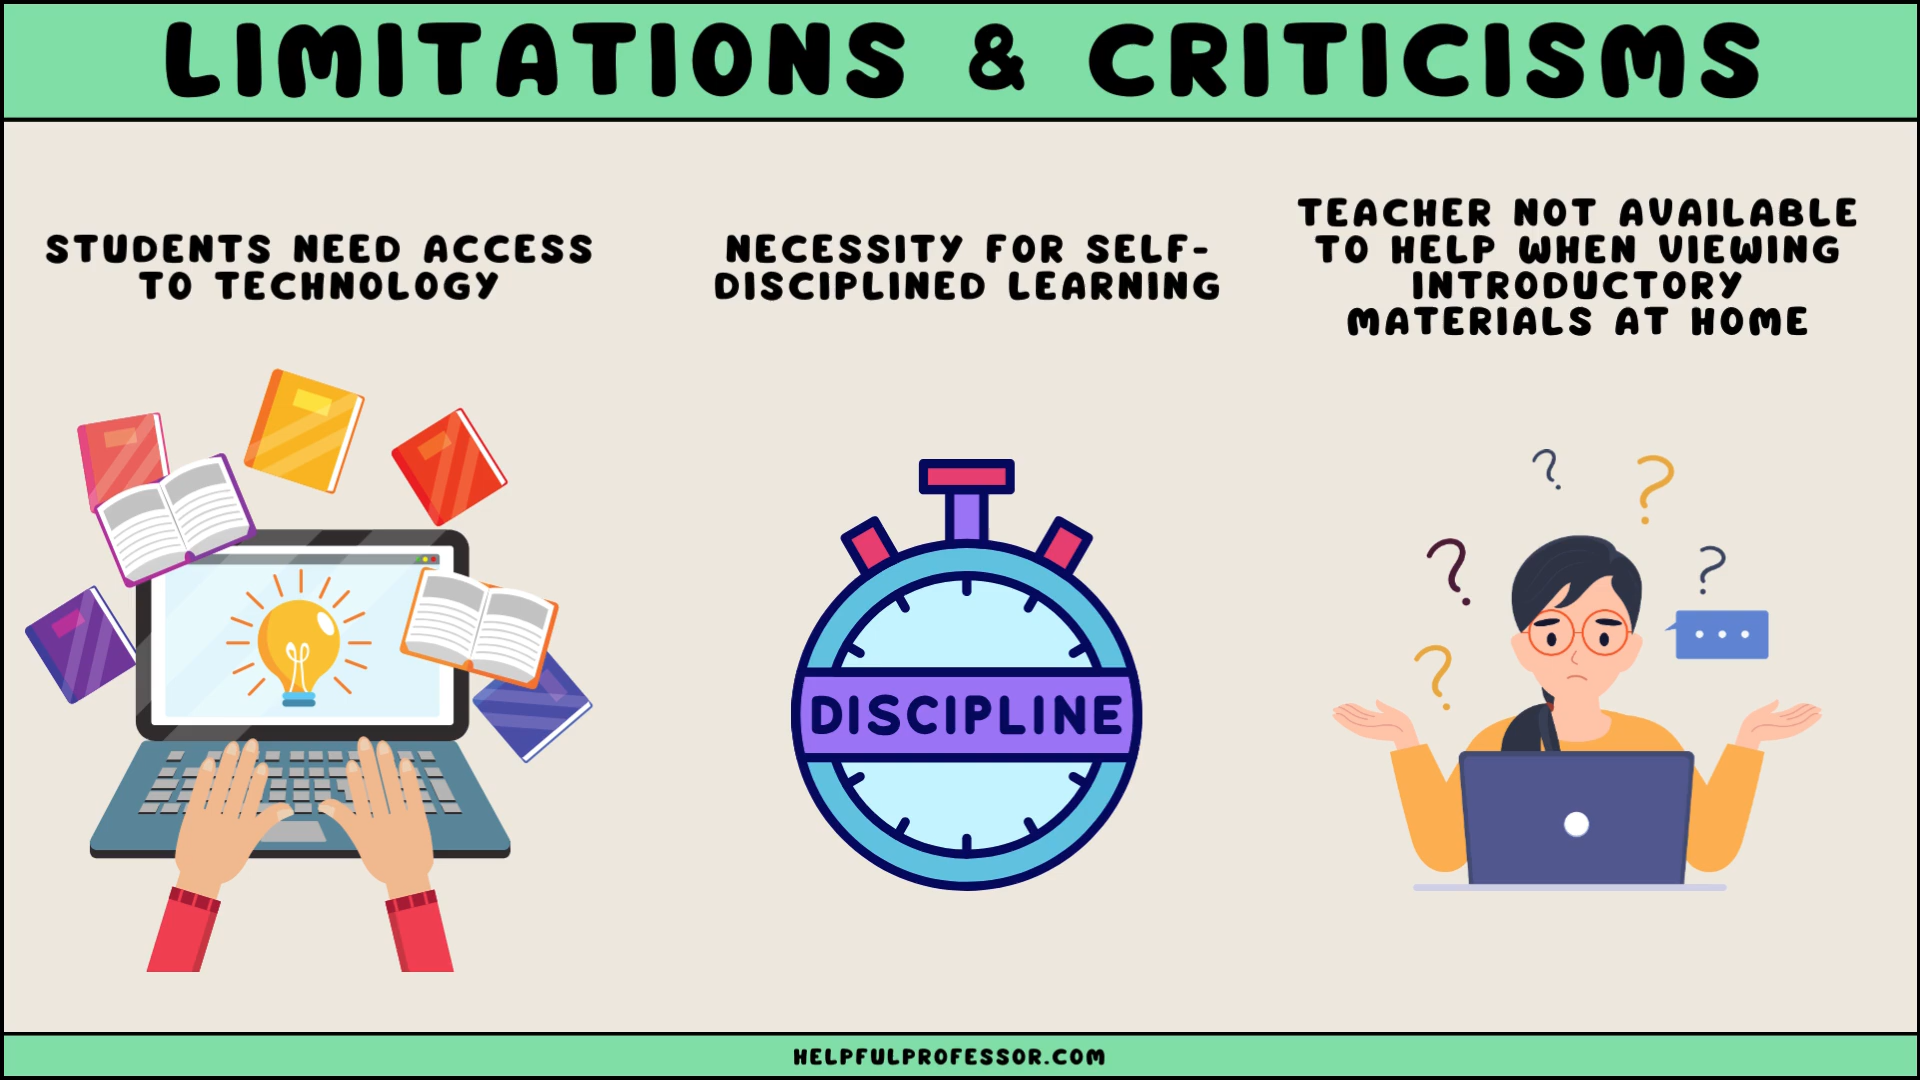 LIMITATIONS & CRITICISMS
STUDENTS NEED ACCESS
TO TECHNOLOGY
NECESSITY FOR SELF-
DISCIPLINED LEARNING
TEACHER NOT AVAILABLE
TO HELP WHEN VIEWING
INTRODUCTORY
MATERIALS AT HOME
DISCIPLINE
? ? ? ? ?
HELPFULPROFESSOR.COM